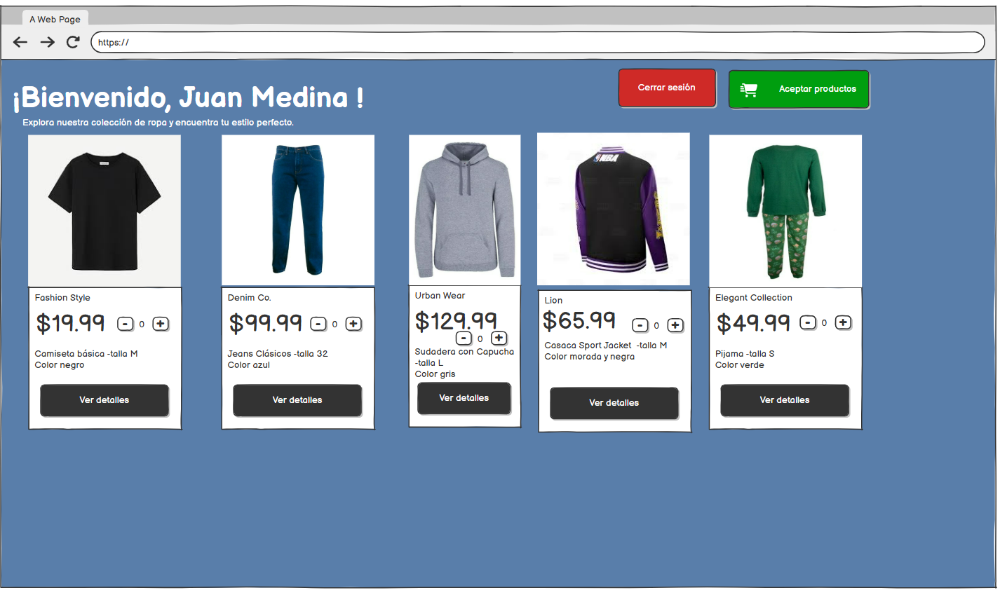 A Web Page
https://
Cerrar sesión
Aceptar productos
¡Bienvenido, Juan Medina !
Explora nuestra colección de ropa y encuentra tu estilo perfecto.
NBA
Fashion Style
$19.99 - 0 +
Camiseta básica -talla M
Color negro
Ver detalles
Denim Co.
$99.99 - 0 +
Jeans Clásicos -talla 32
Color azul
Ver detalles
Urban Wear
$129.99
- 0 +
Sudadera con Capucha
-talla L
Color gris
Ver detalles
Lion
$65.99 - 0 +
Casaca Sport Jacket -talla M
Color morada y negra
Ver detalles
Elegant Collection
$49.99 - 0 +
Pijama -talla S
Color verde
Ver detalles